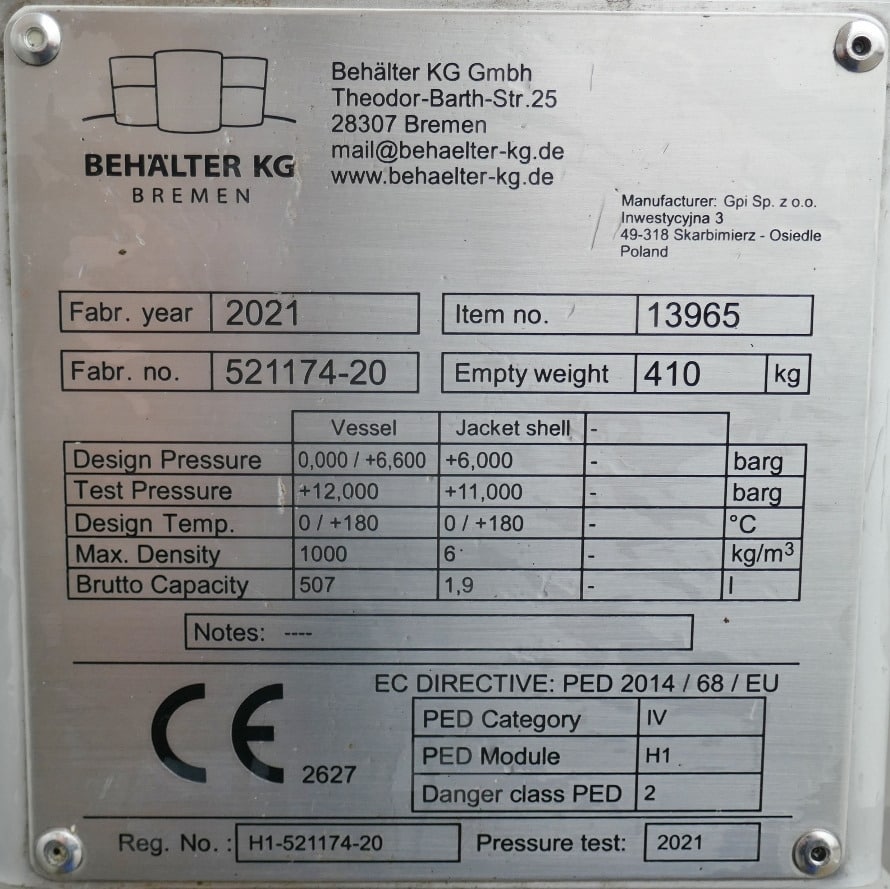 BEHÄLTER KG
BREMEN
Behälter KG Gmbh
Theodor-Barth-Str.25
28307 Bremen
mail@behaelter-kg.de
www.behaelter-kg.de
Manufacturer: Gpi Sp. z o.o.
Inwestycyjna 3
49-318 Skarbimierz - Osiedle
Poland
Fabr. year 2021 Item no. 13965
Fabr. no. 521174-20 Empty weight 410 kg
Vessel Jacket shell -
Design Pressure 0,000 / +6,600 +6,000 - barg
Test Pressure +12,000 +11,000 - barg
Design Temp. 0 / +180 0 / +180 - °C
Max. Density 1000 6 - kg/m³
Brutto Capacity 507 1,9 - l
Notes: ----
CE 2627
EC DIRECTIVE: PED 2014 / 68 / EU
PED Category IV
PED Module H1
Danger class PED 2
Reg. No. : H1-521174-20 Pressure test: 2021